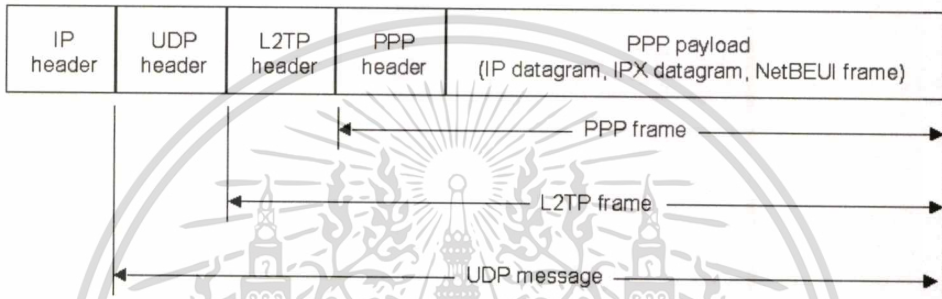 IP
header
UDP
header
L2TP
header
PPP
header
PPP payload
(IP datagram, IPX datagram, NetBEUI frame)
PPP frame
L2TP frame
UDP message